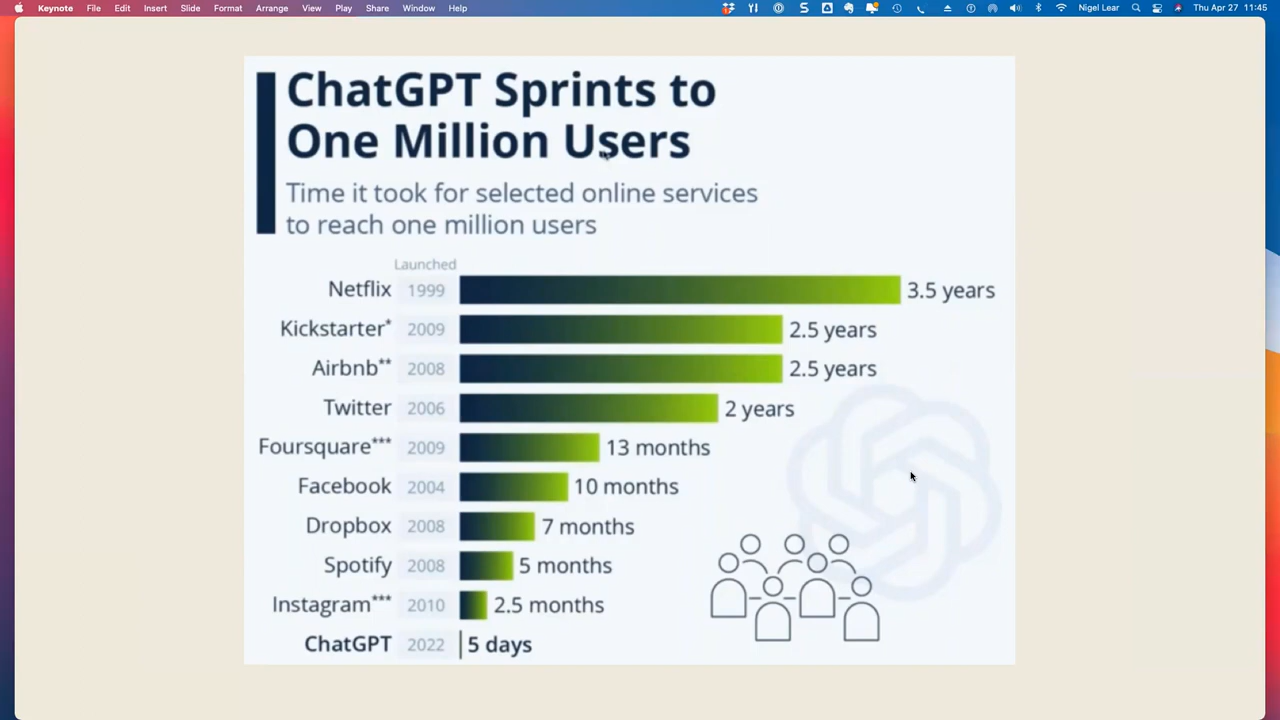 Keynote File Edit Insert Slide Format Arrange View Play Share Window Help Nigel Lear Thu Apr 27 11:45
ChatGPT Sprints to
One Million Users
Time it took for selected online services
to reach one million users
Launched
Netflix 1999 3.5 years
Kickstarter* 2009 2.5 years
Airbnb** 2008 2.5 years
Twitter 2006 2 years
Foursquare*** 2009 13 months
Facebook 2004 10 months
Dropbox 2008 7 months
Spotify 2008 5 months
Instagram*** 2010 2.5 months
ChatGPT 2022 5 days